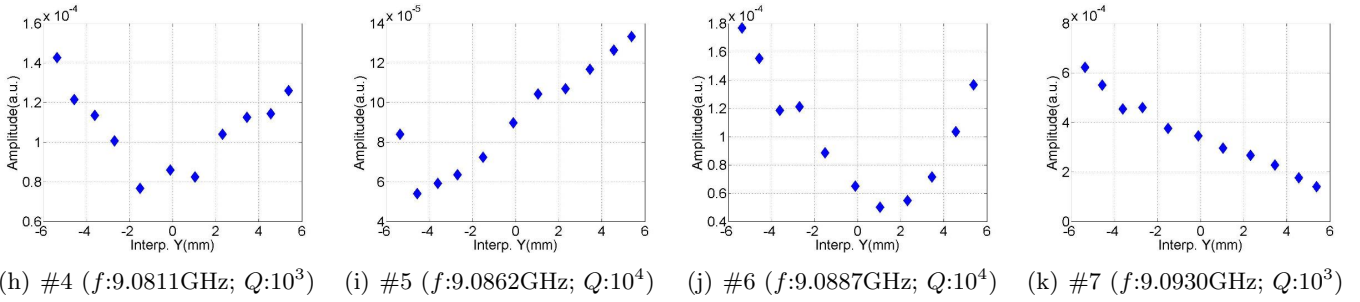 x 10⁻⁴
1.6
1.4
1.2
1
0.8
0.6
Amplitude(a.u.)
-6 -4 -2 0 2 4 6
Interp. Y(mm)
(h) #4 (f:9.0811GHz; Q:10³)
x 10⁻⁵
14
12
10
8
6
4
Amplitude(a.u.)
-6 -4 -2 0 2 4 6
Interp. Y(mm)
(i) #5 (f:9.0862GHz; Q:10⁴)
x 10⁻⁴
1.8
1.6
1.4
1.2
1
0.8
0.6
0.4
Amplitude(a.u.)
-6 -4 -2 0 2 4 6
Interp. Y(mm)
(j) #6 (f:9.0887GHz; Q:10⁴)
x 10⁻⁴
8
6
4
2
0
Amplitude(a.u.)
-6 -4 -2 0 2 4 6
Interp. Y(mm)
(k) #7 (f:9.0930GHz; Q:10³)